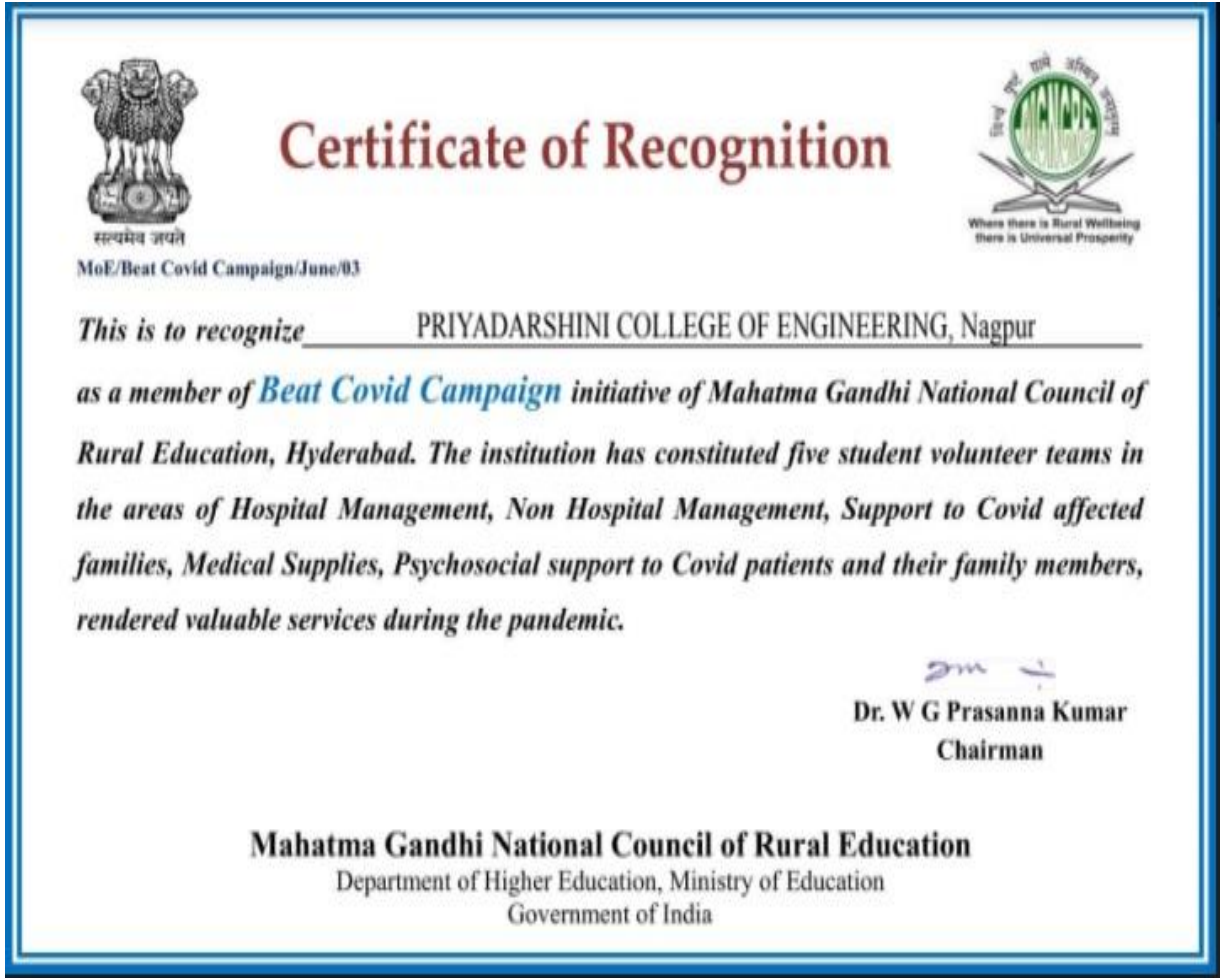 Certificate of Recognition
सत्यमेव जयते
Where there is Rural Wellbeing
there is Universal Prosperity
MoE/Beat Covid Campaign/June/03
This is to recognize PRIYADARSHINI COLLEGE OF ENGINEERING, Nagpur
as a member of Beat Covid Campaign initiative of Mahatma Gandhi National Council of
Rural Education, Hyderabad. The institution has constituted five student volunteer teams in
the areas of Hospital Management, Non Hospital Management, Support to Covid affected
families, Medical Supplies, Psychosocial support to Covid patients and their family members,
rendered valuable services during the pandemic.
Dr. W G Prasanna Kumar
Chairman
Mahatma Gandhi National Council of Rural Education
Department of Higher Education, Ministry of Education
Government of India